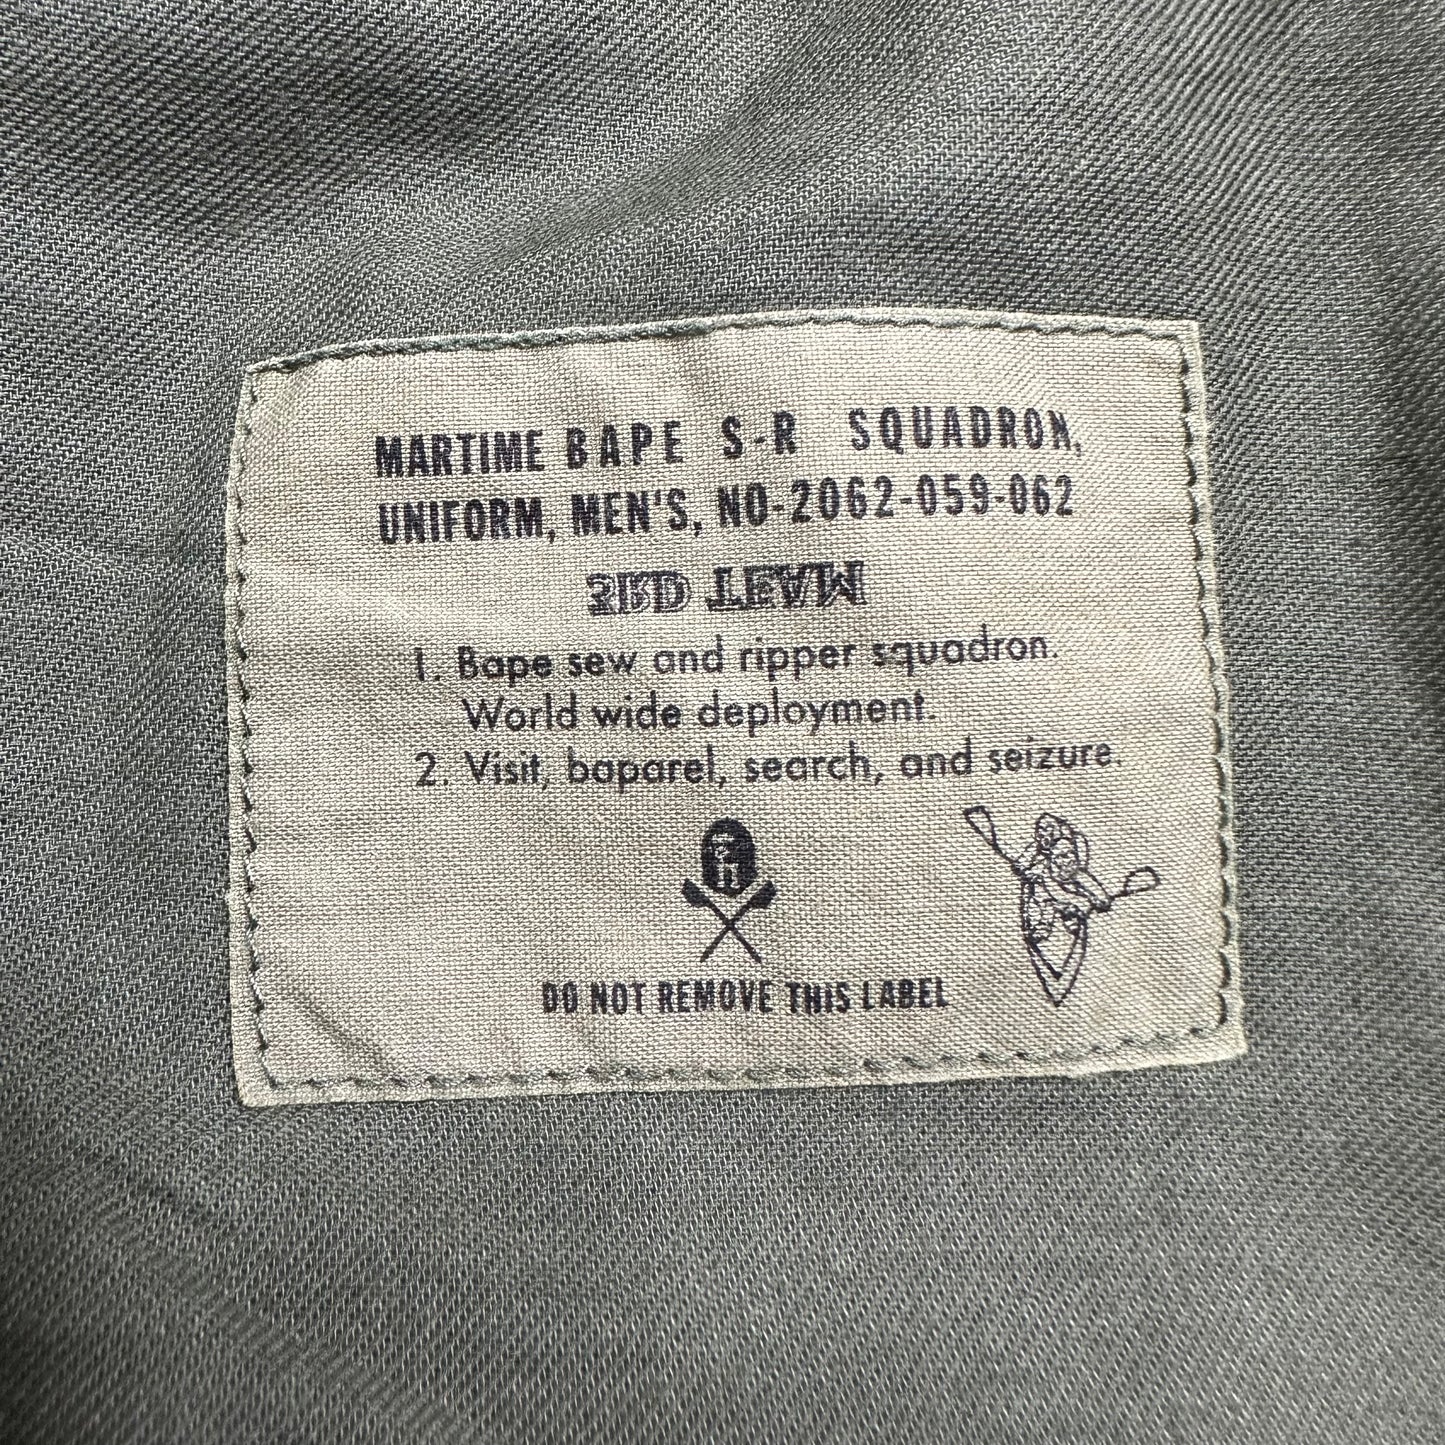 MARTIME BAPE S-R SQUADRON,
UNIFORM, MEN'S, NO-2062-059-062
TEAM
1. Bape sew and ripper squadron.
World wide deployment.
2. Visit, baparel, search, and seizure.
DO NOT REMOVE THIS LABEL